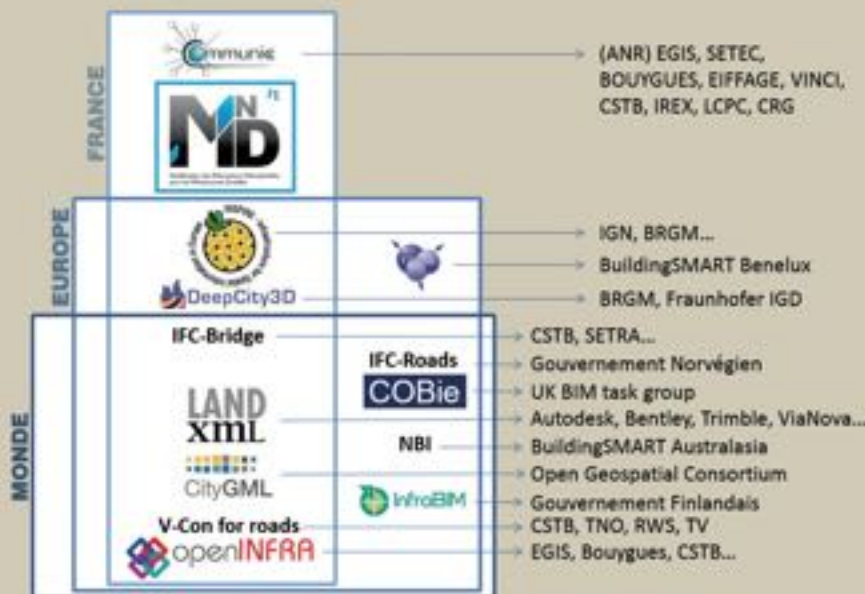 FRANCE
Communic
(ANR) EGIS, SETEC,
BOUYGUES, EIFFAGE, VINCI,
CSTB, IREX, LCPC, CRG
MN
D
EUROPE
INSPIRE
IGN, BRGM...
BuildingSMART Benelux
DeepCity3D
BRGM, Fraunhofer IGD
MONDE
IFC-Bridge
CSTB, SETRA...
IFC-Roads
Gouvernement Norvégien
COBie
UK BIM task group
LAND
xmL
Autodesk, Bentley, Trimble, ViaNova...
NBI
BuildingSMART Australasia
CityGML
Open Geospatial Consortium
InfraBIM
Gouvernement Finlandais
V-Con for roads
CSTB, TNO, RWS, TV
openINFRA
EGIS, Bouygues, CSTB...